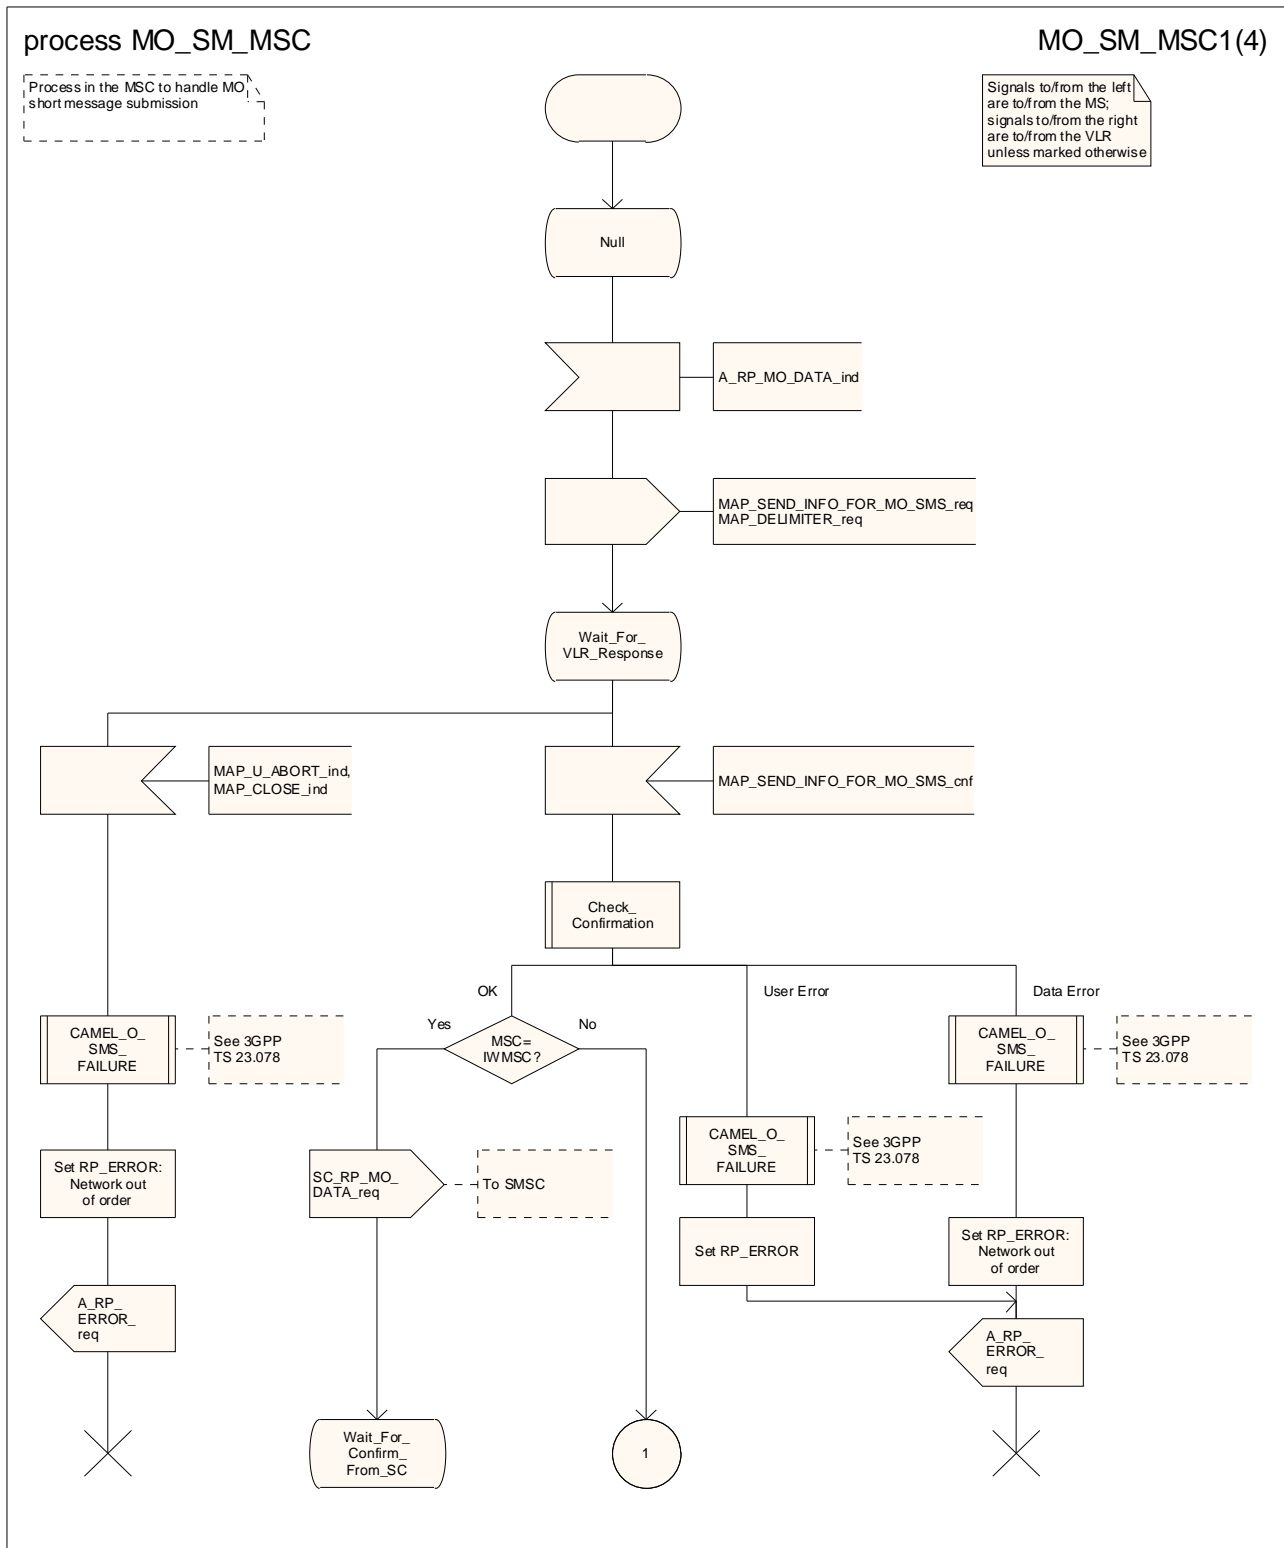 process MO_SM_MSC
MO_SM_MSC1(4)
Process in the MSC to handle MO
short message submission
Signals to/from the left
are to/from the MS;
signals to/from the right
are to/from the VLR
unless marked otherwise
Null
A_RP_MO_DATA_ind
MAP_SEND_INFO_FOR_MO_SMS_req
MAP_DELIMITER_req
Wait_For_
VLR_Response
MAP_U_ABORT_ind,
MAP_CLOSE_ind
MAP_SEND_INFO_FOR_MO_SMS_cnf
Check_
Confirmation
OK
User Error
Data Error
Yes
No
MSC=
IWMSC?
CAMEL_O_
SMS_
FAILURE
See 3GPP
TS 23.078
CAMEL_O_
SMS_
FAILURE
See 3GPP
TS 23.078
CAMEL_O_
SMS_
FAILURE
See 3GPP
TS 23.078
Set RP_ERROR:
Network out
of order
SC_RP_MO_
DATA_req
To SMSC
Set RP_ERROR
Set RP_ERROR:
Network out
of order
A_RP_
ERROR_
req
A_RP_
ERROR_
req
Wait_For_
Confirm_
From_SC
1